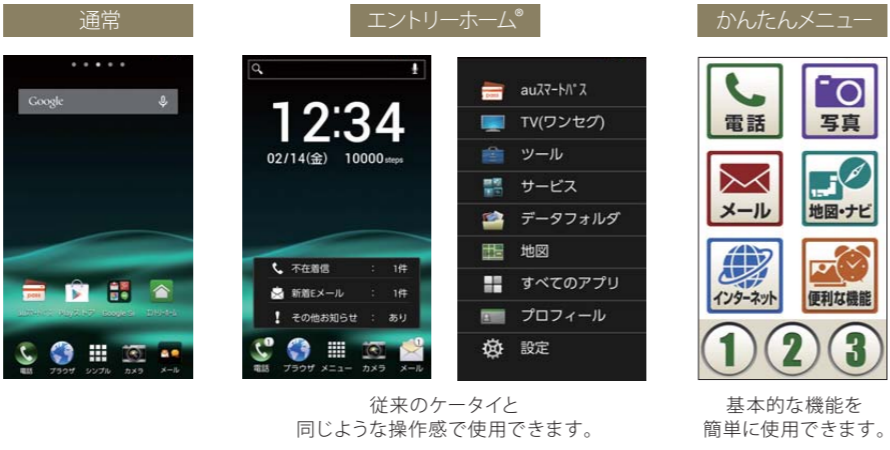 通常
Google
電話
ブラウザ
シンプル
カメラ
メール
エントリーホーム®
12:34
02/14(金) 10000 steps
不在着信 : 1件
新着Eメール : 1件
その他お知らせ : あり
電話
ブラウザ
メニュー
カメラ
メール
auスマートパス
TV(ワンセグ)
ツール
サービス
データフォルダ
地図
すべてのアプリ
プロフィール
設定
従来のケータイと
同じような操作感で使用できます。
かんたんメニュー
電話
写真
メール
地図・ナビ
インターネット
便利な機能
1
2
3
基本的な機能を
簡単に使用できます。